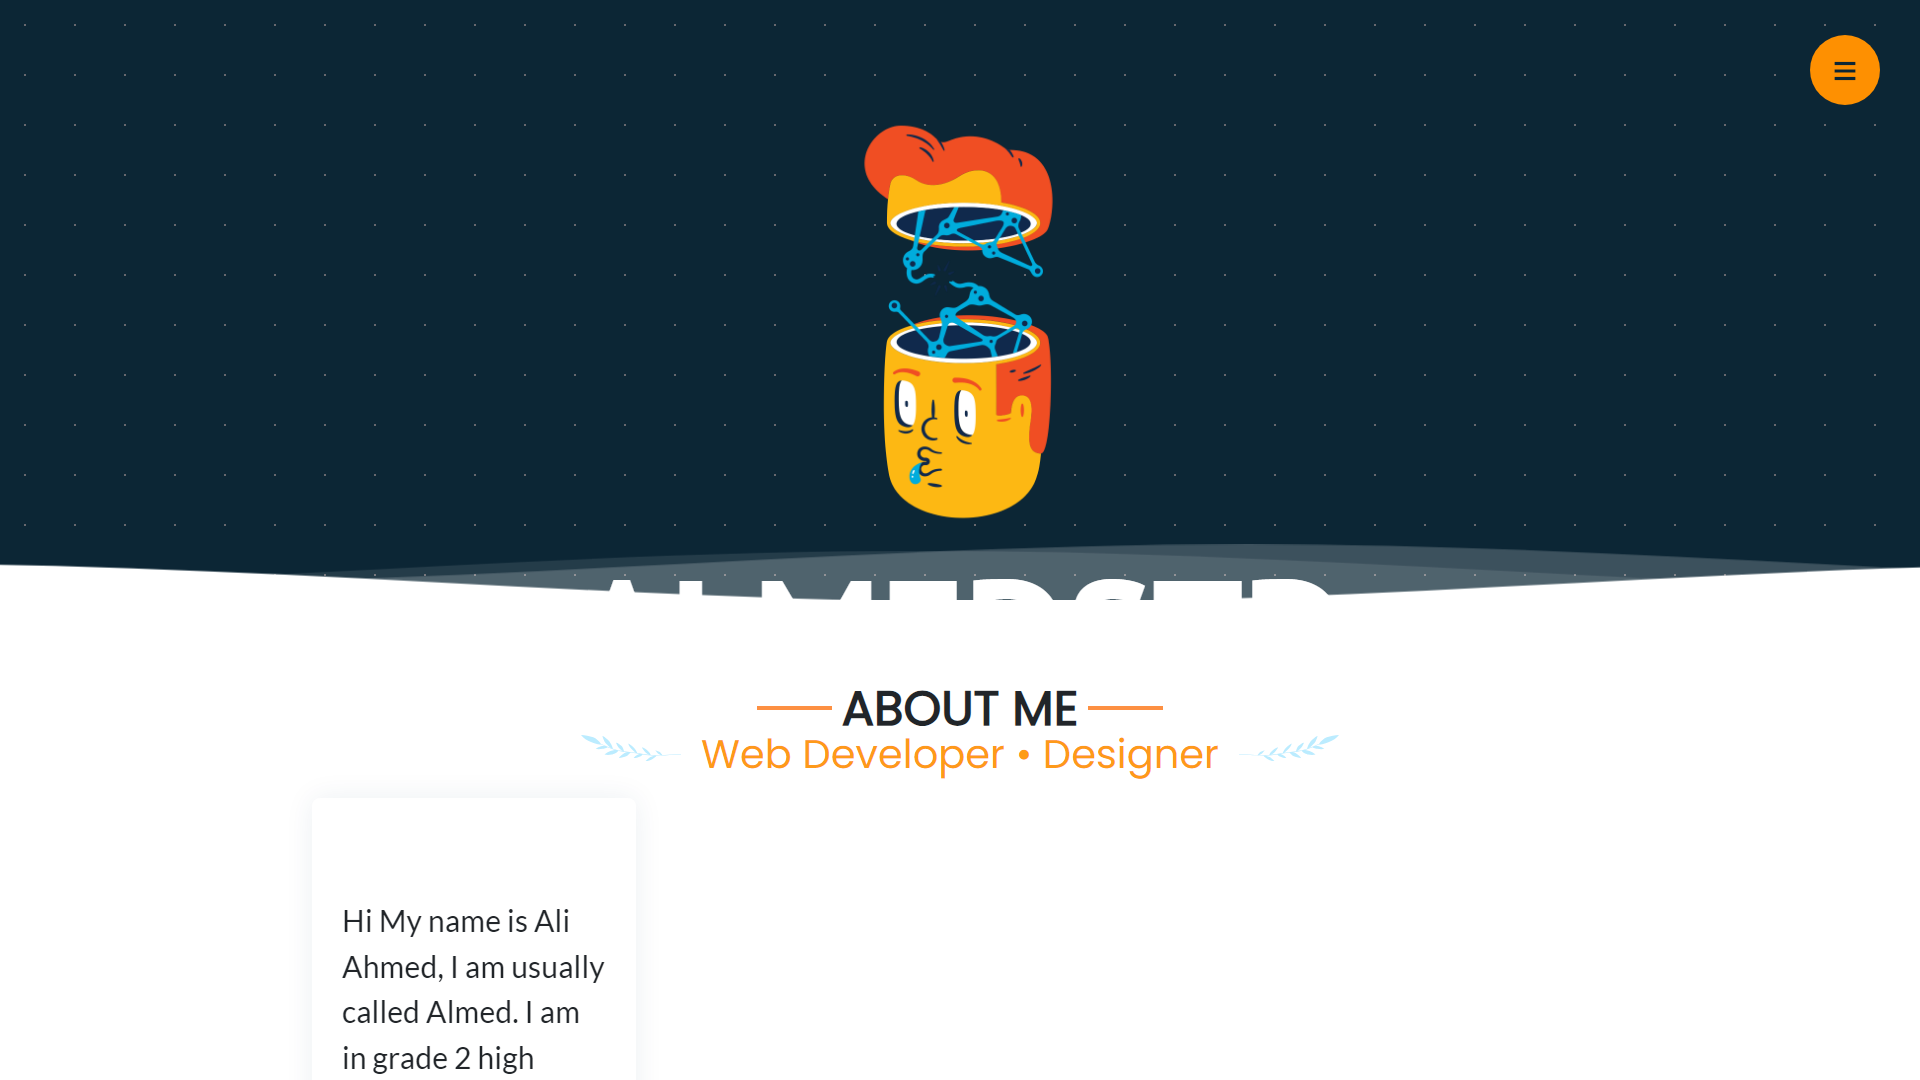 ABOUT ME
Web Developer • Designer
Hi My name is Ali
Ahmed, I am usually
called Almed. I am
in grade 2 high